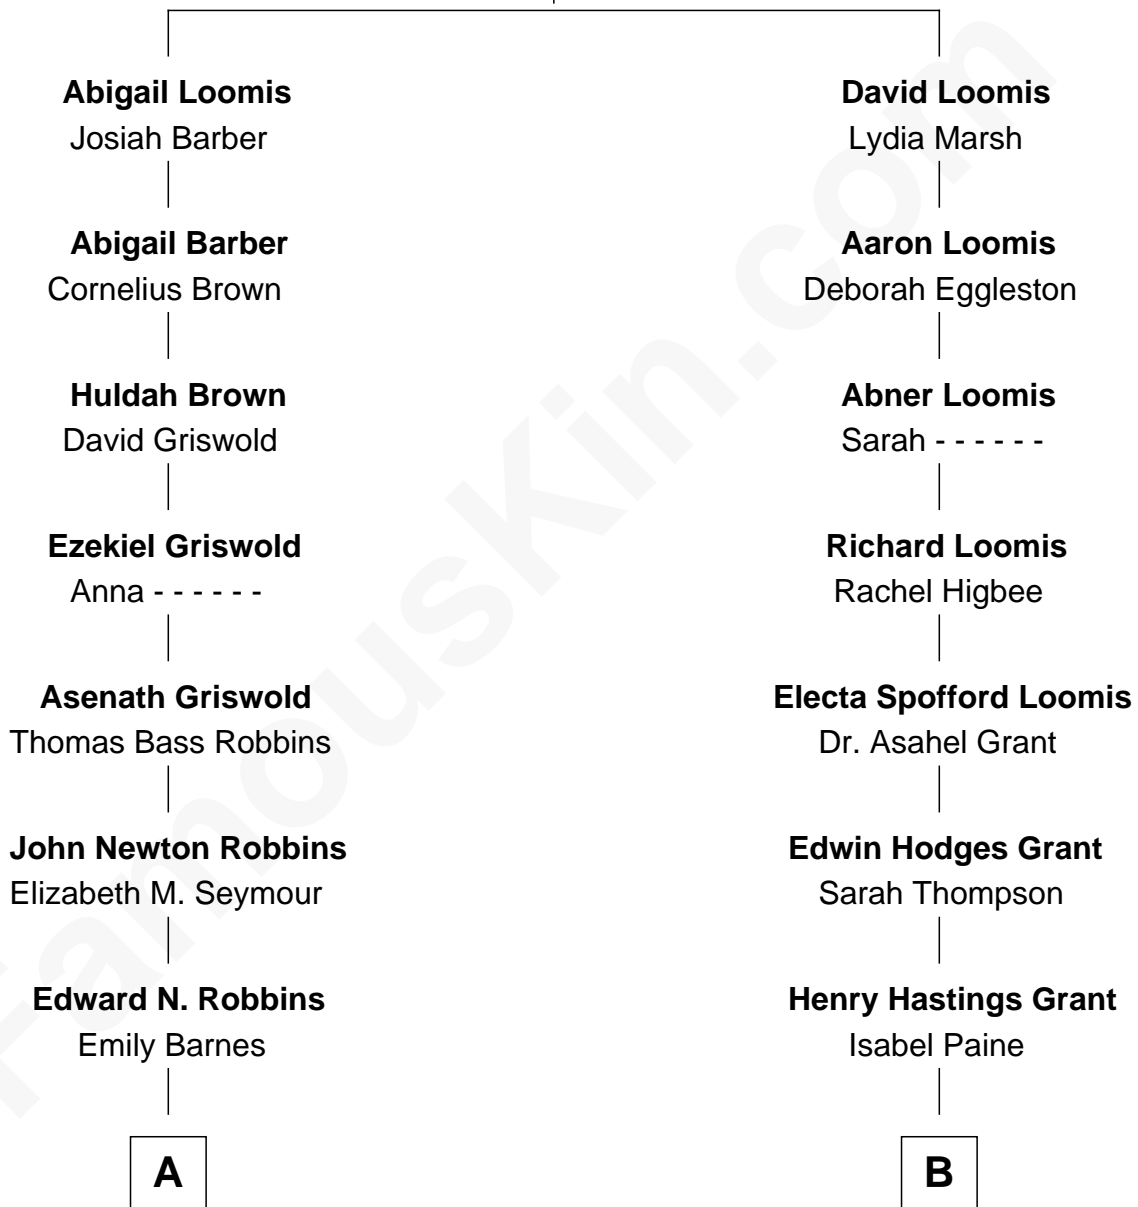 Abigail Loomis
Josiah Barber
Abigail Barber
Cornelius Brown
Huldah Brown
David Griswold
Ezekiel Griswold
Anna - - - - - -
Asenath Griswold
Thomas Bass Robbins
John Newton Robbins
Elizabeth M. Seymour
Edward N. Robbins
Emily Barnes
A
David Loomis
Lydia Marsh
Aaron Loomis
Deborah Eggleston
Abner Loomis
Sarah - - - - - -
Richard Loomis
Rachel Higbee
Electa Spofford Loomis
Dr. Asahel Grant
Edwin Hodges Grant
Sarah Thompson
Henry Hastings Grant
Isabel Paine
B
FamousKin.com